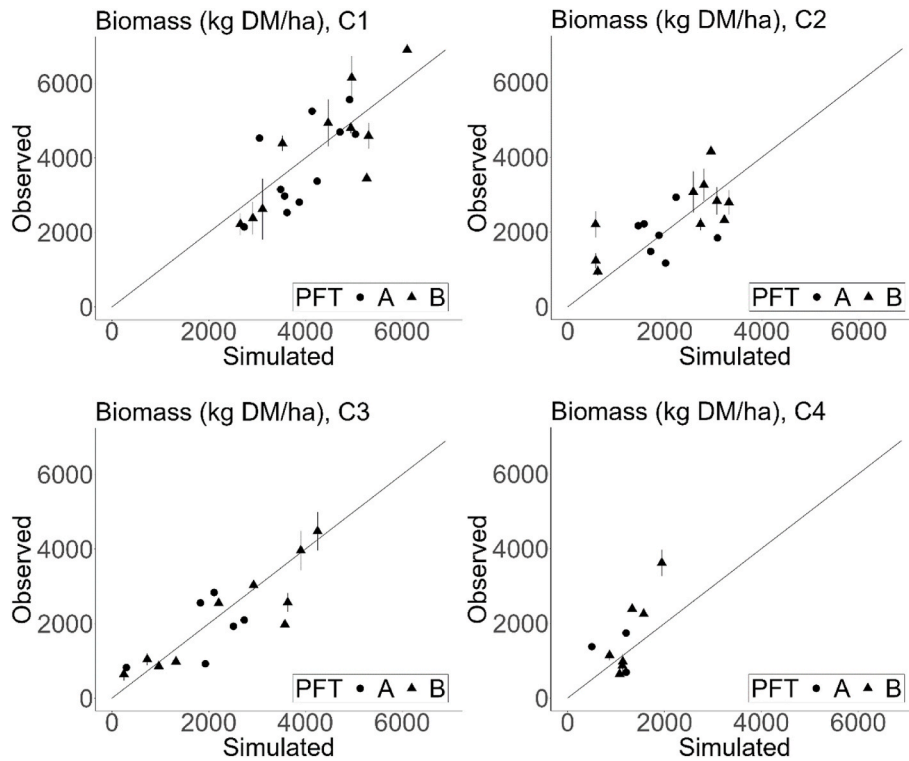 Biomass (kg DM/ha), C1
6000
4000
2000
0
Observed
PFT ● A ▲ B
0 2000 4000 6000
Simulated
Biomass (kg DM/ha), C2
6000
4000
2000
0
Observed
PFT ● A ▲ B
0 2000 4000 6000
Simulated
Biomass (kg DM/ha), C3
6000
4000
2000
0
Observed
PFT ● A ▲ B
0 2000 4000 6000
Simulated
Biomass (kg DM/ha), C4
6000
4000
2000
0
Observed
PFT ● A ▲ B
0 2000 4000 6000
Simulated